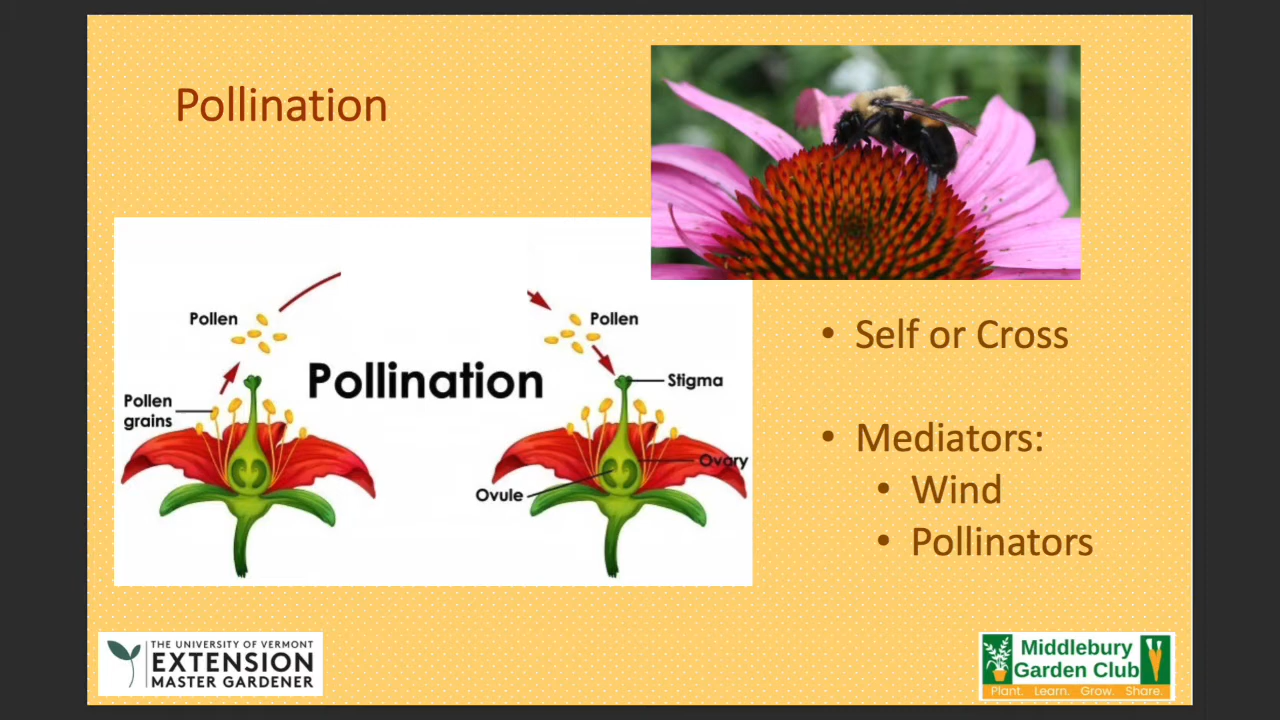 Pollination
Pollen
Pollen
Pollination
Stigma
Pollen
grains
Ovary
Ovule
• Self or Cross
• Mediators:
• Wind
• Pollinators
THE UNIVERSITY OF VERMONT
EXTENSION
MASTER GARDENER
Middlebury
Garden Club
Plant. Learn. Grow. Share.